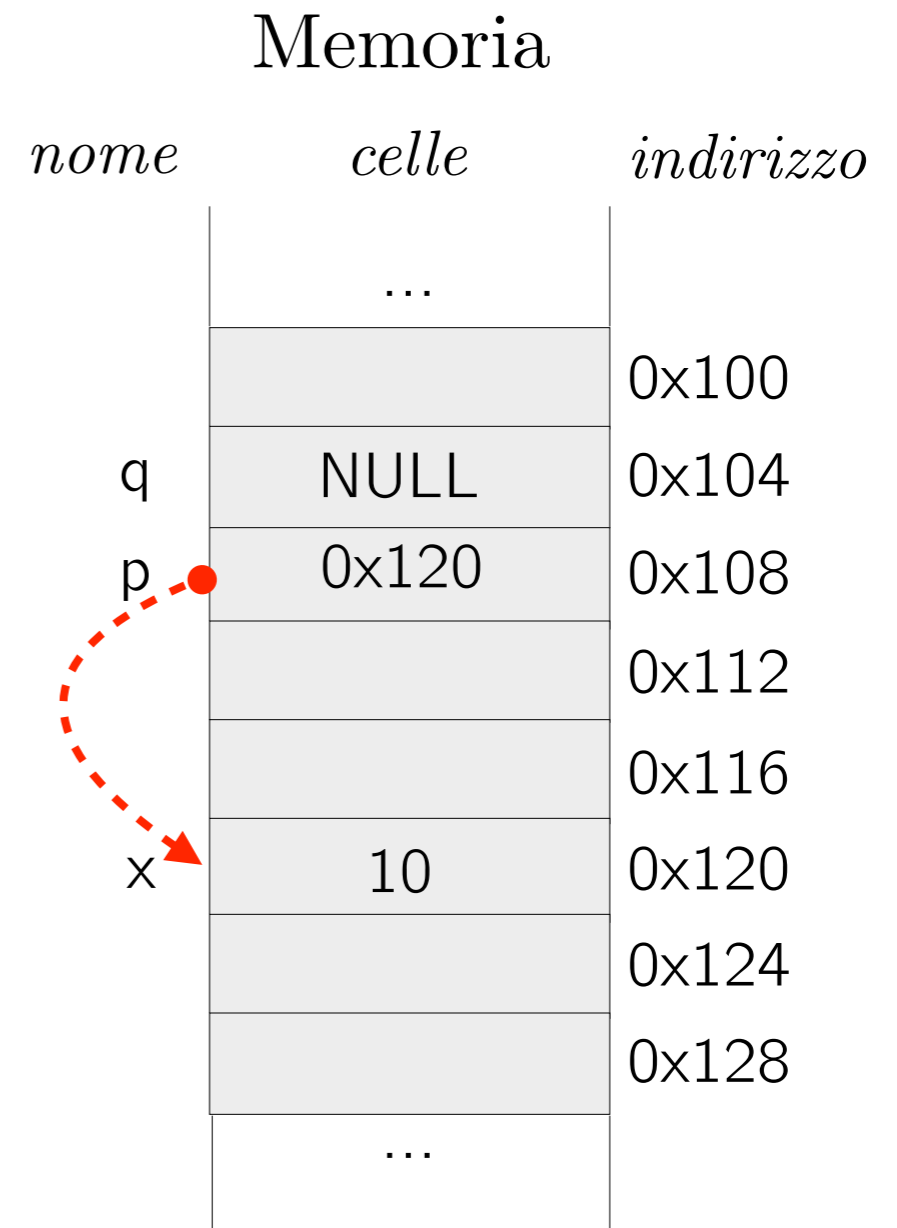 Memoria
nome celle indirizzo
...
0x100
q NULL 0x104
p 0x120 0x108
0x112
0x116
x 10 0x120
0x124
0x128
...